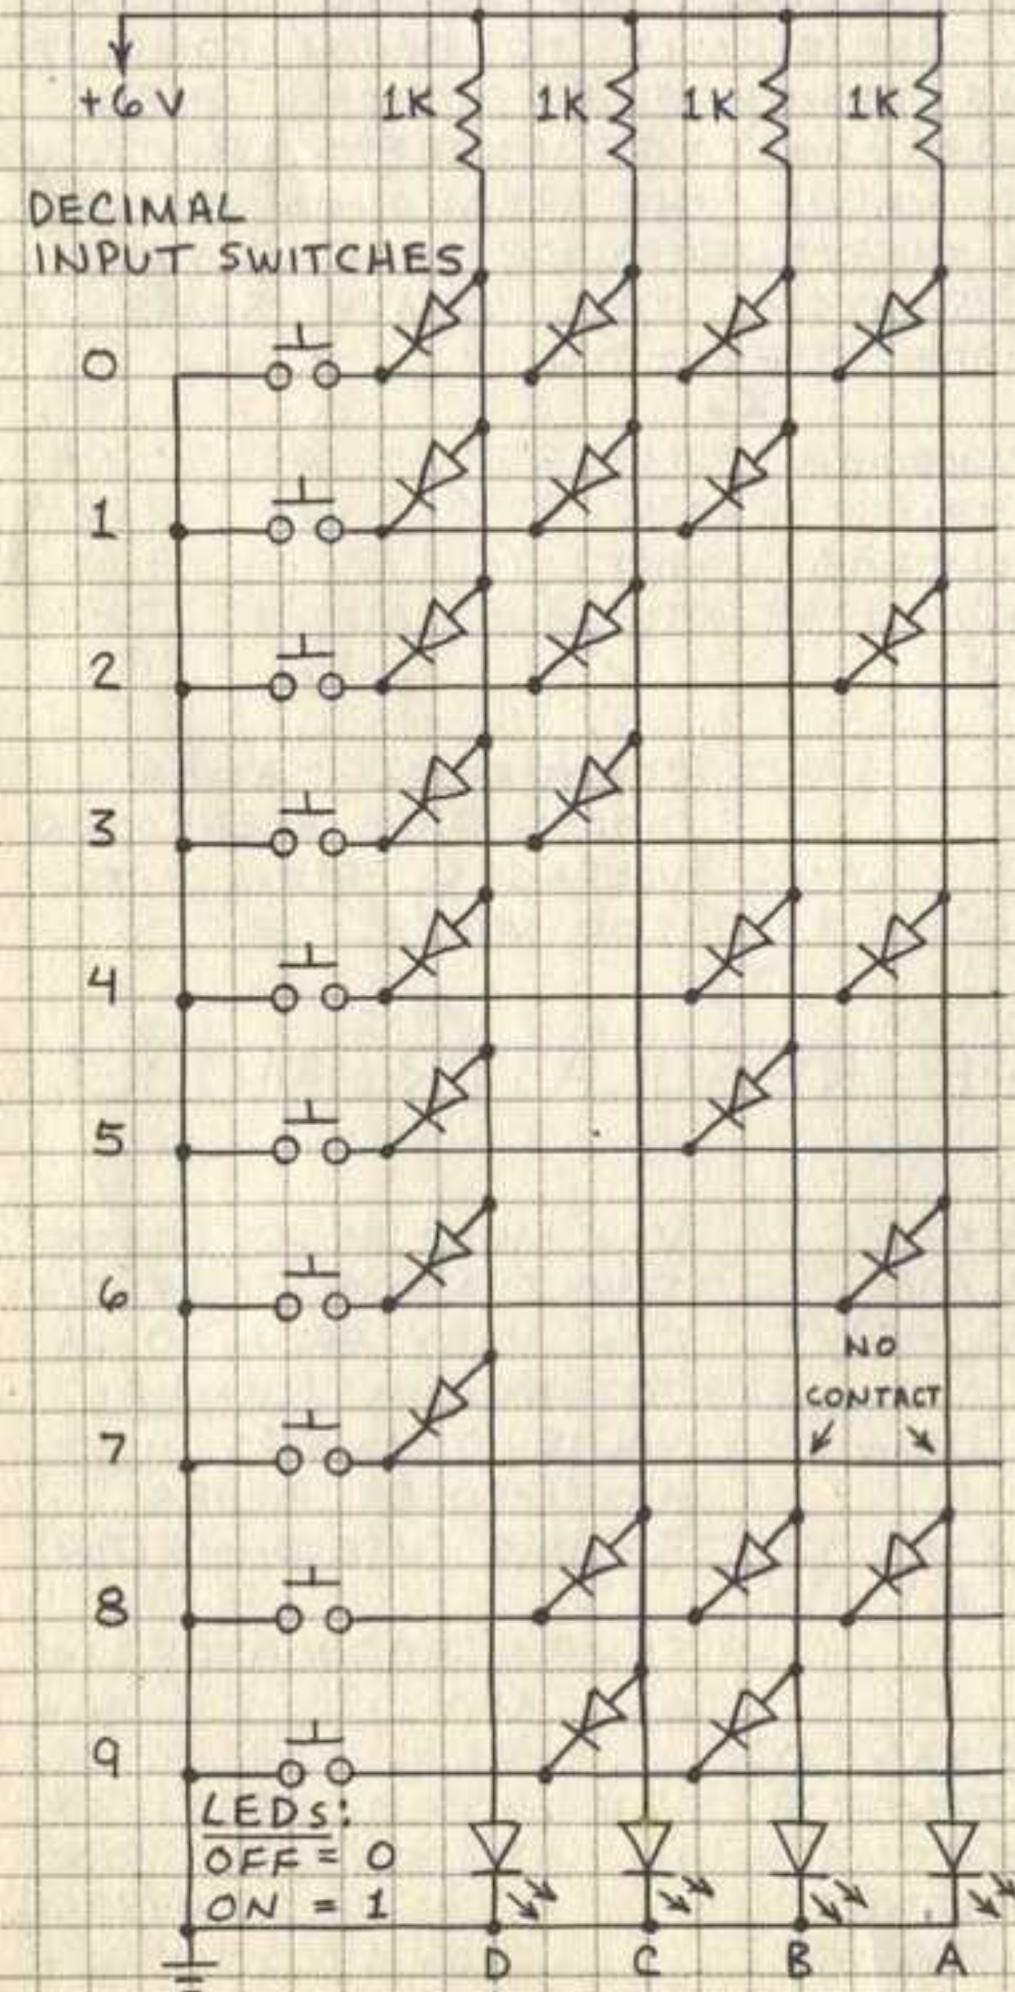 +6V 1K 1K 1K 1K
DECIMAL
INPUT SWITCHES
0
1
2
3
4
5
6
NO
CONTACT
7
8
9
LEDs:
OFF = 0
ON = 1
D C B A